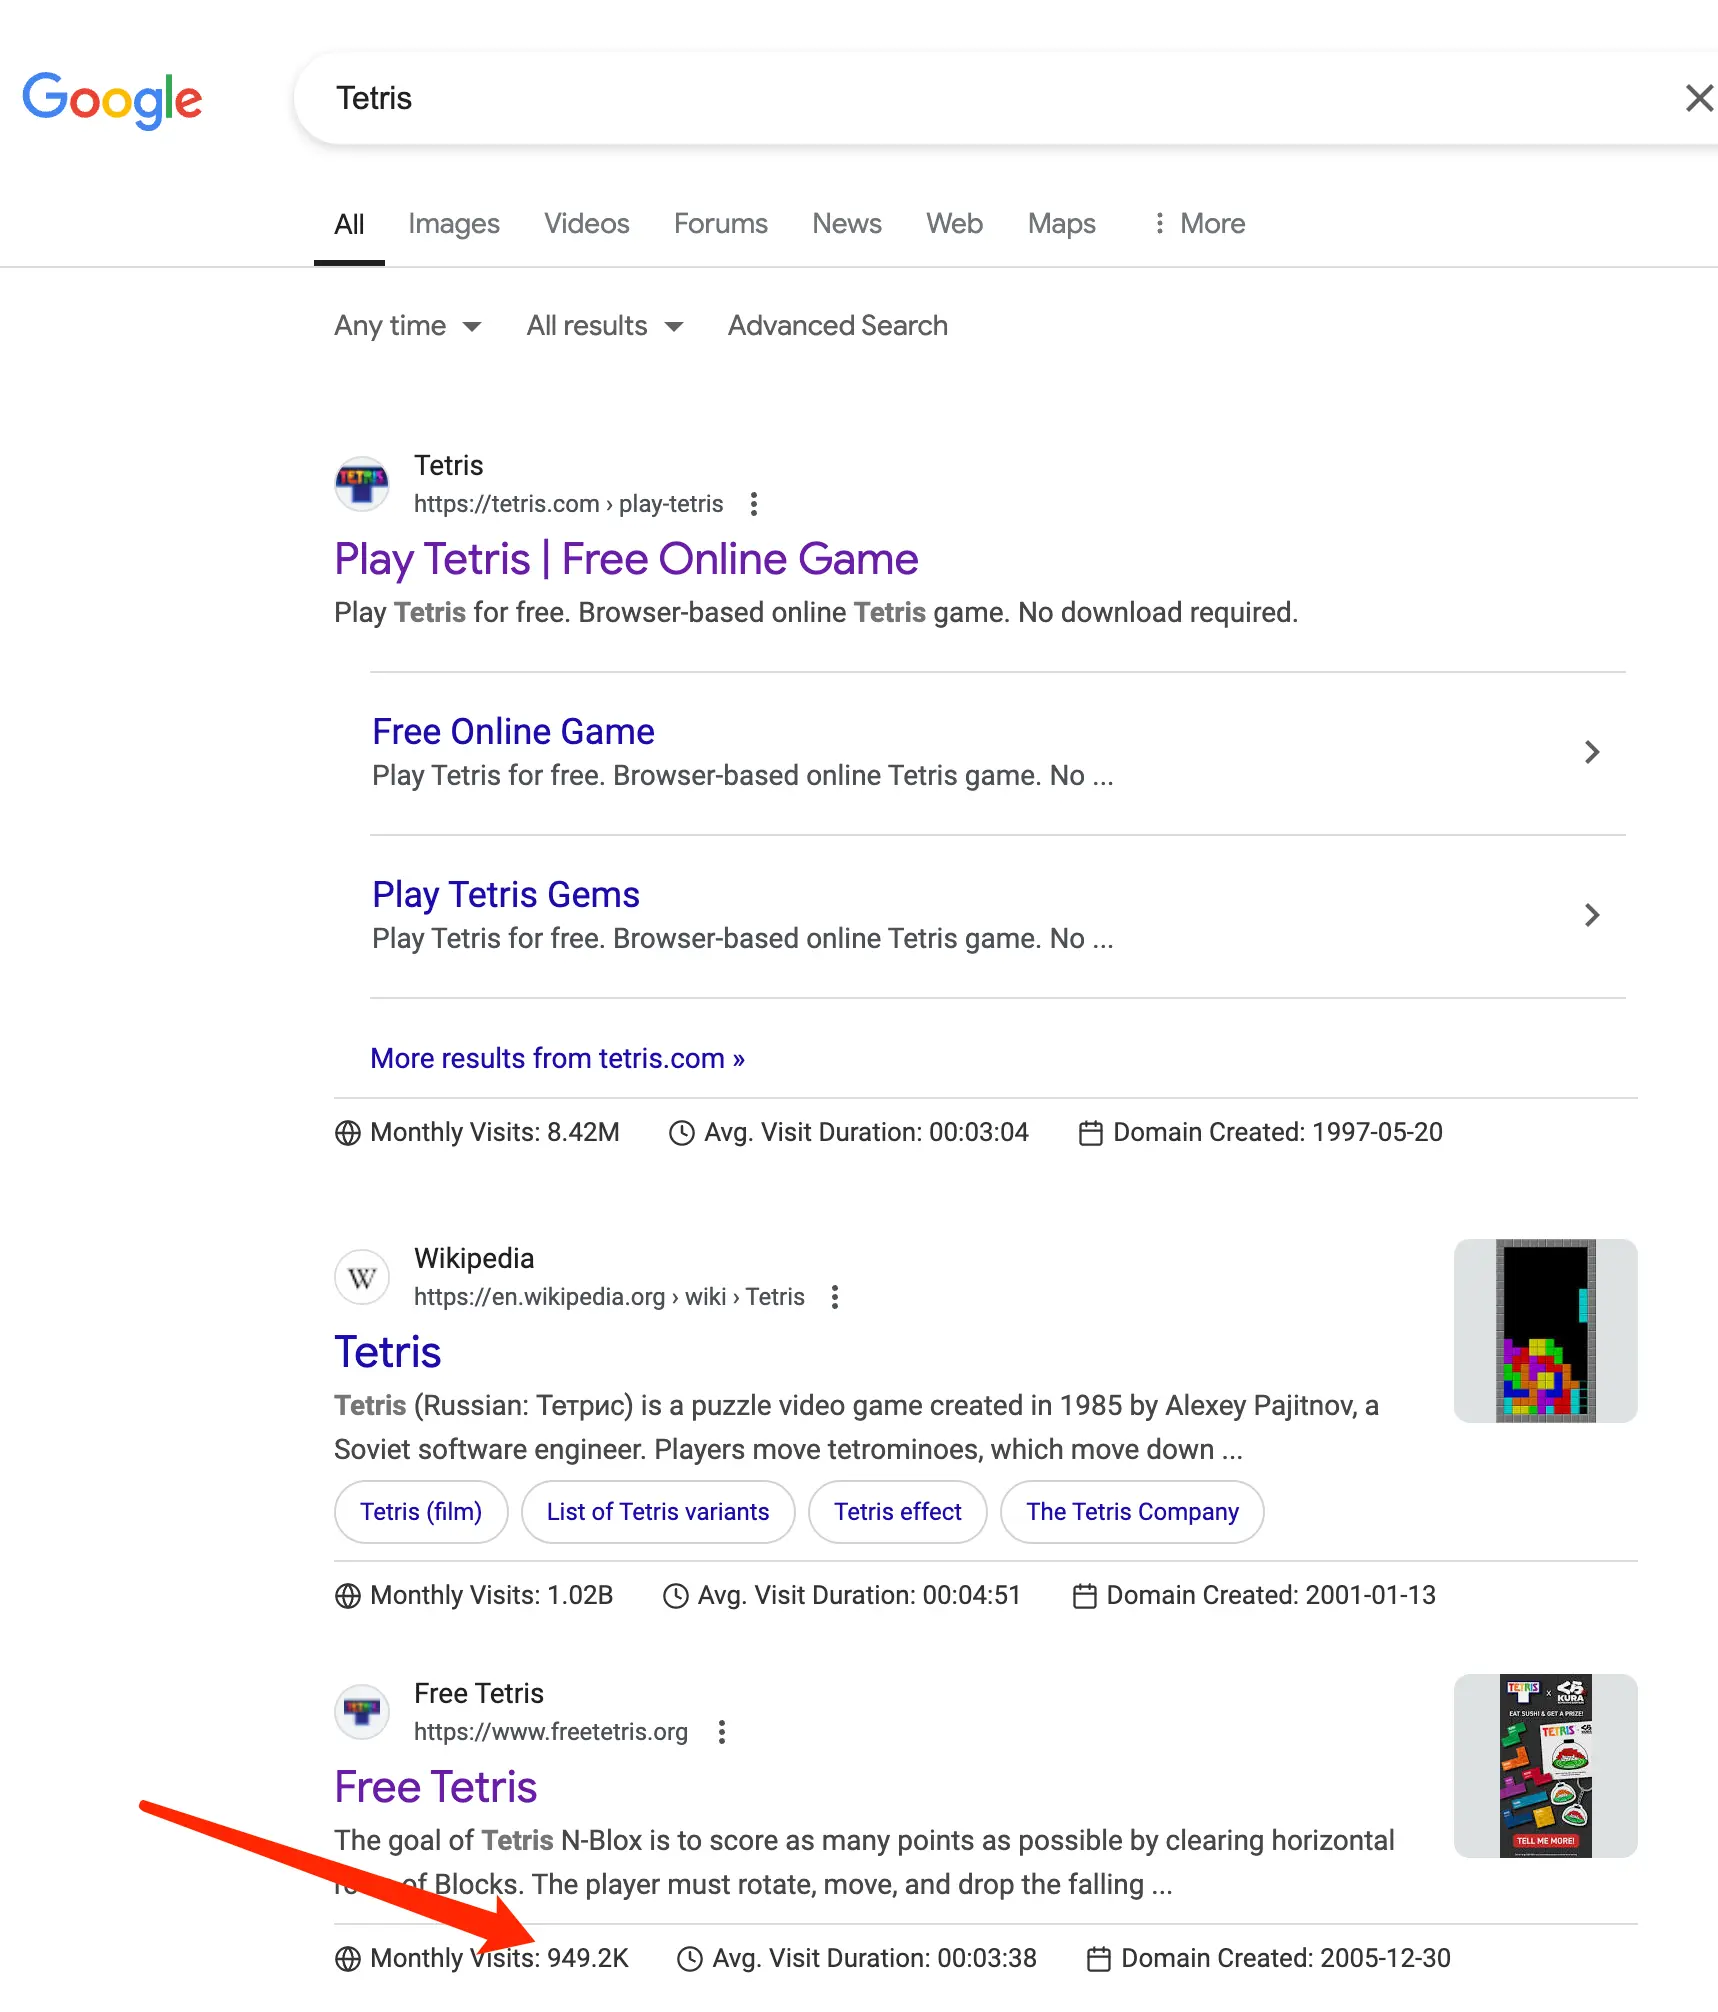 Google
Tetris
All Images Videos Forums News Web Maps More
Any time All results Advanced Search
TETRIS
Tetris
https://tetris.com › play-tetris
Play Tetris | Free Online Game
Play Tetris for free. Browser-based online Tetris game. No download required.
Free Online Game
Play Tetris for free. Browser-based online Tetris game. No ...
Play Tetris Gems
Play Tetris for free. Browser-based online Tetris game. No ...
More results from tetris.com »
Monthly Visits: 8.42M Avg. Visit Duration: 00:03:04 Domain Created: 1997-05-20
W
Wikipedia
https://en.wikipedia.org › wiki › Tetris
Tetris
Tetris (Russian: Тетрис) is a puzzle video game created in 1985 by Alexey Pajitnov, a
Soviet software engineer. Players move tetrominoes, which move down ...
Tetris (film) List of Tetris variants Tetris effect The Tetris Company
Monthly Visits: 1.02B Avg. Visit Duration: 00:04:51 Domain Created: 2001-01-13
TETRIS
Free Tetris
https://www.freetetris.org
Free Tetris
The goal of Tetris N-Blox is to score as many points as possible by clearing horizontal
of Blocks. The player must rotate, move, and drop the falling ...
TETRIS x KURA
EAT SUSHI & GET A PRIZE!
TETRIS
TELL ME MORE!
Monthly Visits: 949.2K Avg. Visit Duration: 00:03:38 Domain Created: 2005-12-30